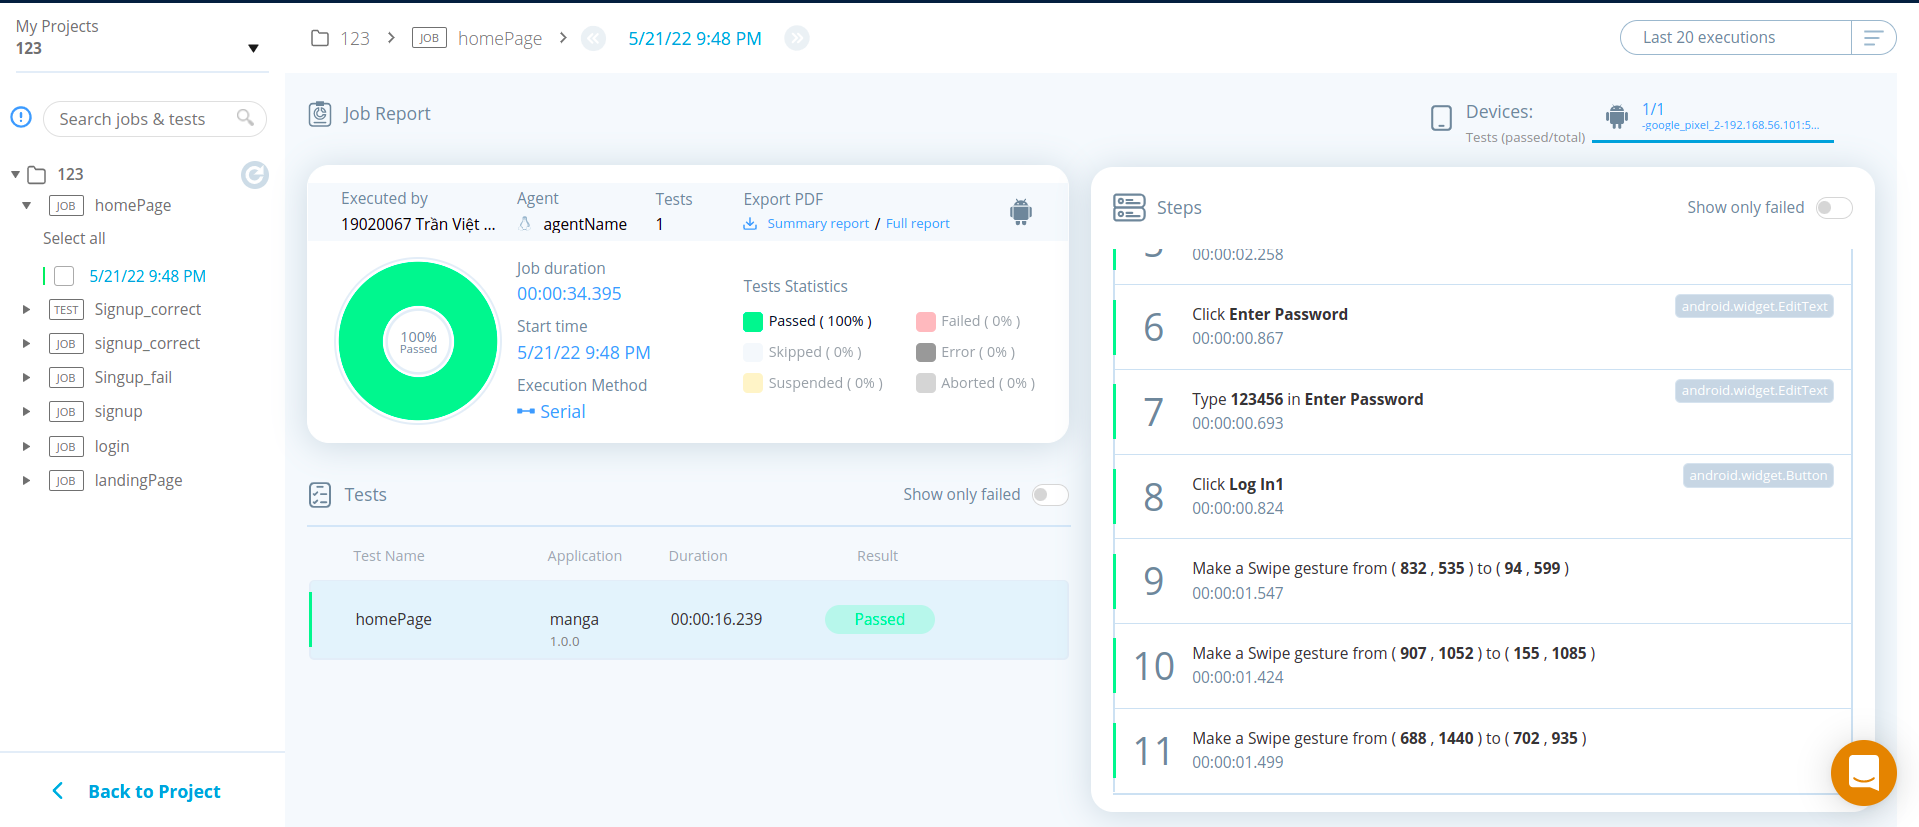 My Projects
123
123
JOB
homePage
5/21/22 9:48 PM
Last 20 executions
Search jobs & tests
123
JOB homePage
Select all
5/21/22 9:48 PM
TEST Signup_correct
JOB signup_correct
JOB Singup_fail
JOB signup
JOB login
JOB landingPage
Back to Project
Job Report
Devices:
Tests (passed/total)
1/1
-google_pixel_2-192.168.56.101:5...
Executed by
19020067 Trần Việt ...
Agent
agentName
Tests
1
Export PDF
Summary report / Full report
100%
Passed
Job duration
00:00:34.395
Start time
5/21/22 9:48 PM
Execution Method
Serial
Tests Statistics
Passed ( 100% )
Failed ( 0% )
Skipped ( 0% )
Error ( 0% )
Suspended ( 0% )
Aborted ( 0% )
Tests
Show only failed
Test Name Application Duration Result
homePage manga 00:00:16.239 Passed
1.0.0
Steps
Show only failed
00:00:02.258
6
Click Enter Password
00:00:00.867
android.widget.EditText
7
Type 123456 in Enter Password
00:00:00.693
android.widget.EditText
8
Click Log In1
00:00:00.824
android.widget.Button
9
Make a Swipe gesture from ( 832 , 535 ) to ( 94 , 599 )
00:00:01.547
10
Make a Swipe gesture from ( 907 , 1052 ) to ( 155 , 1085 )
00:00:01.424
11
Make a Swipe gesture from ( 688 , 1440 ) to ( 702 , 935 )
00:00:01.499